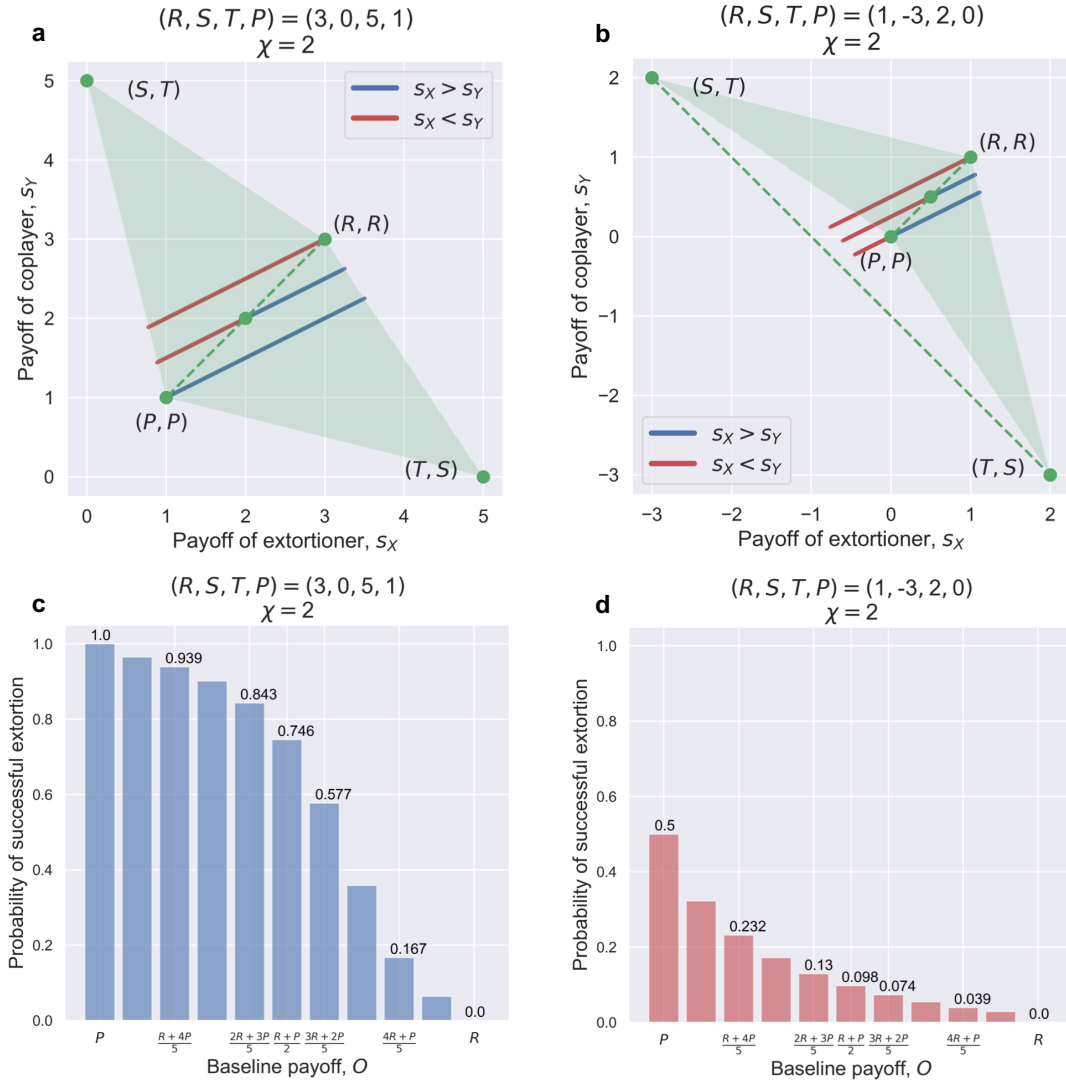 a
(R, S, T, P) = (3, 0, 5, 1)
χ = 2
Payoff of coplayer, s_Y
5
4
3
2
1
0
(S, T)
(R, R)
(P, P)
(T, S)
s_X > s_Y
s_X < s_Y
0 1 2 3 4 5
Payoff of extortioner, s_X
b
(R, S, T, P) = (1, -3, 2, 0)
χ = 2
Payoff of coplayer, s_Y
2
1
0
−1
−2
−3
(S, T)
(R, R)
(P, P)
(T, S)
s_X > s_Y
s_X < s_Y
−3 −2 −1 0 1 2
Payoff of extortioner, s_X
c
(R, S, T, P) = (3, 0, 5, 1)
χ = 2
Probability of successful extortion
1.0
0.8
0.6
0.4
0.2
0.0
1.0
0.939
0.843
0.746
0.577
0.167
0.0
P (R + 4P)/5 (2R + 3P)/5 (R + P)/2 (3R + 2P)/5 (4R + P)/5 R
Baseline payoff, O
d
(R, S, T, P) = (1, -3, 2, 0)
χ = 2
Probability of successful extortion
1.0
0.8
0.6
0.4
0.2
0.0
0.5
0.232
0.13
0.098
0.074
0.039
0.0
P (R + 4P)/5 (2R + 3P)/5 (R + P)/2 (3R + 2P)/5 (4R + P)/5 R
Baseline payoff, O